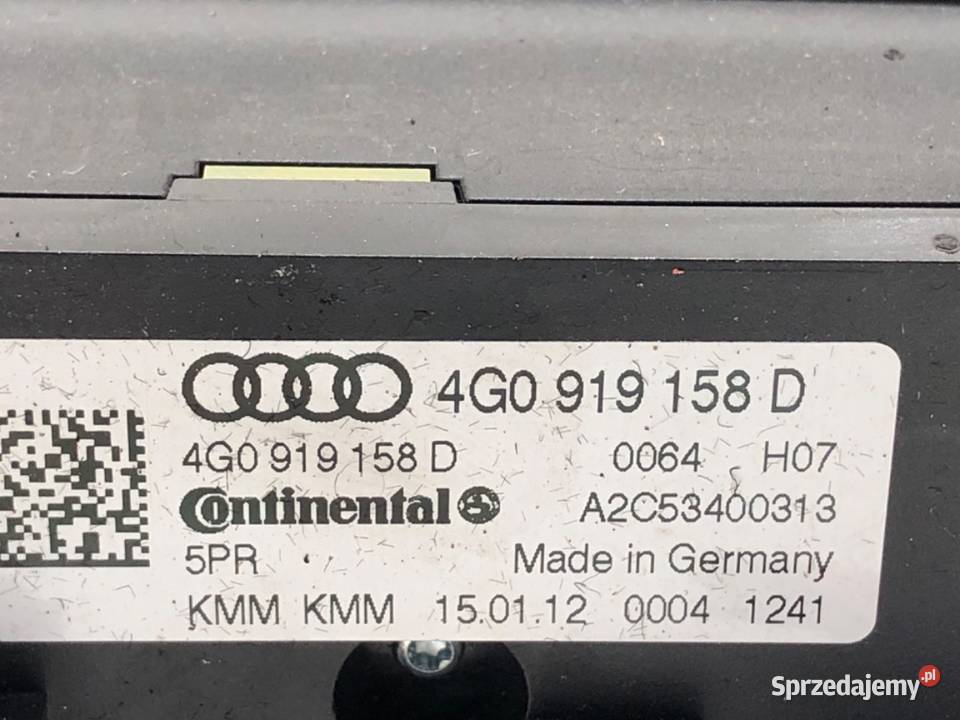 4G0 919 158 D
4G0 919 158 D 0064 H07
Continental A2C53400313
5PR Made in Germany
KMM KMM 15.01.12 0004 1241
Sprzedajemy.pl